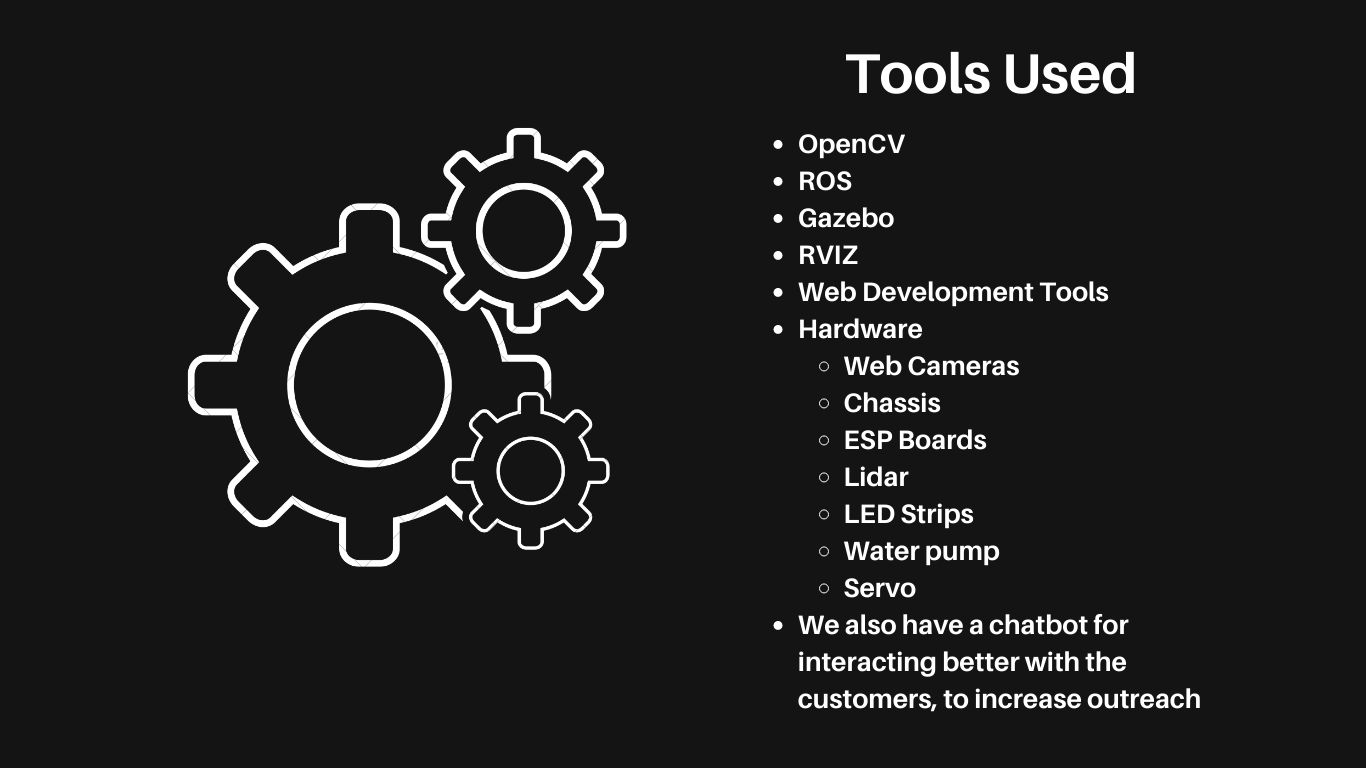 Tools Used
• OpenCV
• ROS
• Gazebo
• RVIZ
• Web Development Tools
• Hardware
○ Web Cameras
○ Chassis
○ ESP Boards
○ Lidar
○ LED Strips
○ Water pump
○ Servo
• We also have a chatbot for
interacting better with the
customers, to increase outreach